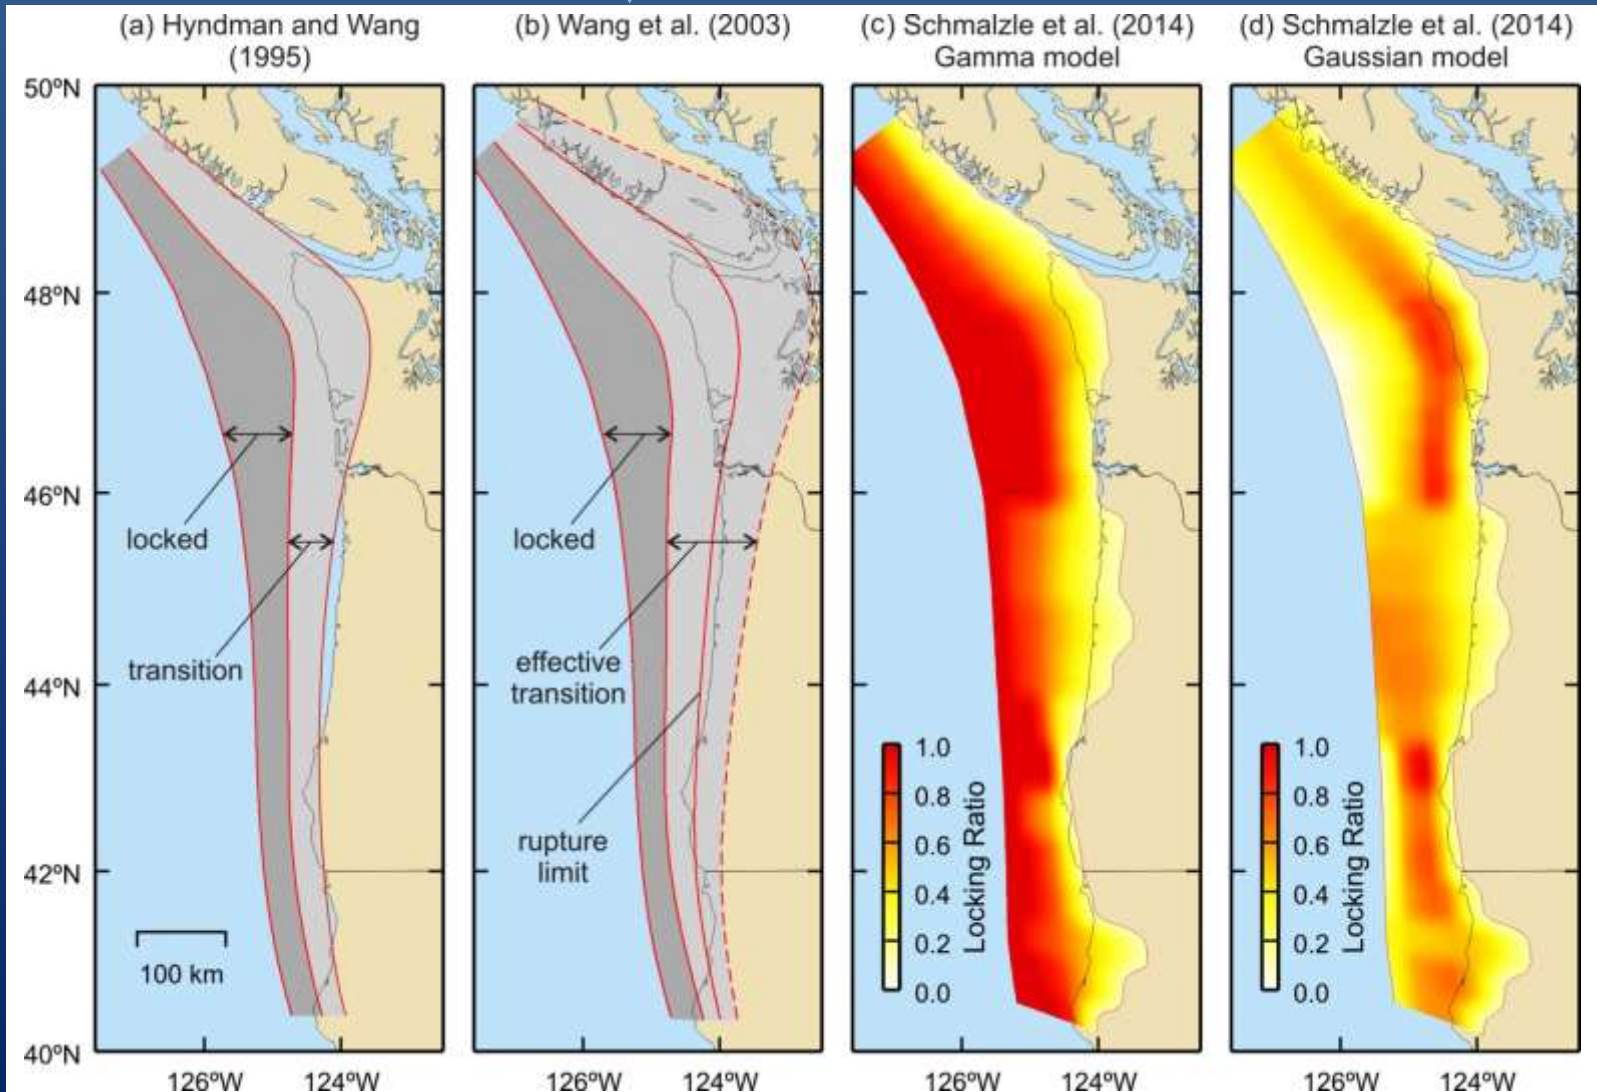 (a) Hyndman and Wang
(1995)
(b) Wang et al. (2003)
(c) Schmalzle et al. (2014)
Gamma model
(d) Schmalzle et al. (2014)
Gaussian model
50ºN
48ºN
46ºN
44ºN
42ºN
40ºN
locked
transition
100 km
locked
effective
transition
rupture
limit
1.0
0.8
0.6
0.4
0.2
0.0
Locking Ratio
1.0
0.8
0.6
0.4
0.2
0.0
Locking Ratio
126ºW
124ºW
126ºW
124ºW
126ºW
124ºW
126ºW
124ºW